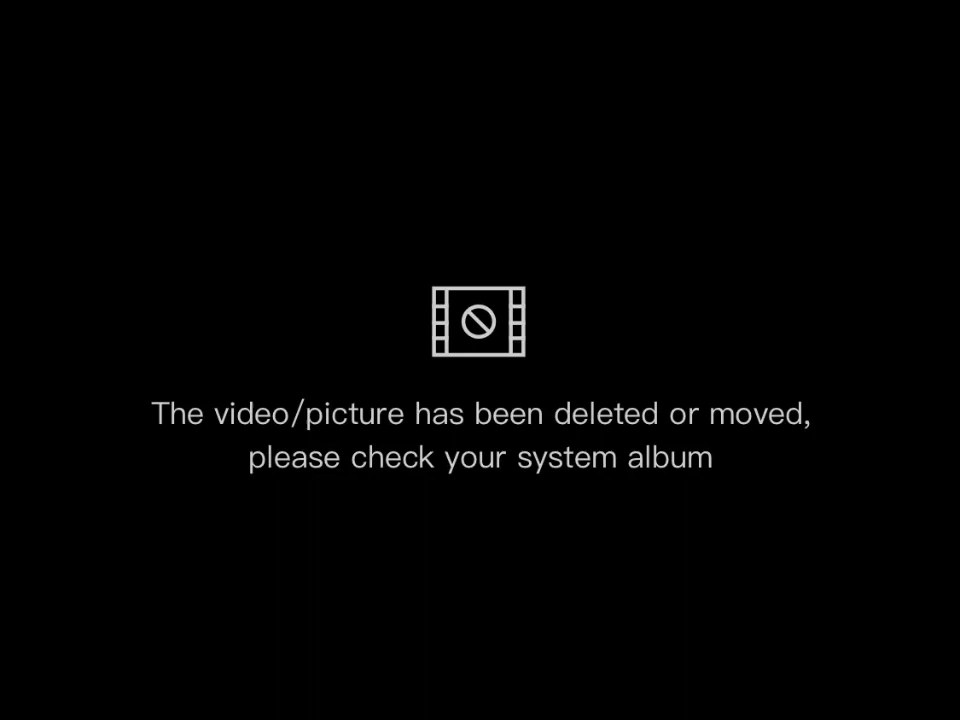 The video/picture has been deleted or moved,
please check your system album